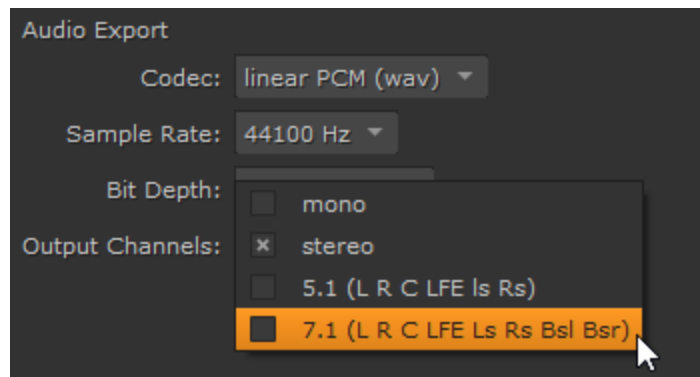 Audio Export
Codec: linear PCM (wav)
Sample Rate: 44100 Hz
Bit Depth:
mono
Output Channels: stereo
5.1 (L R C LFE ls Rs)
7.1 (L R C LFE Ls Rs Bsl Bsr)